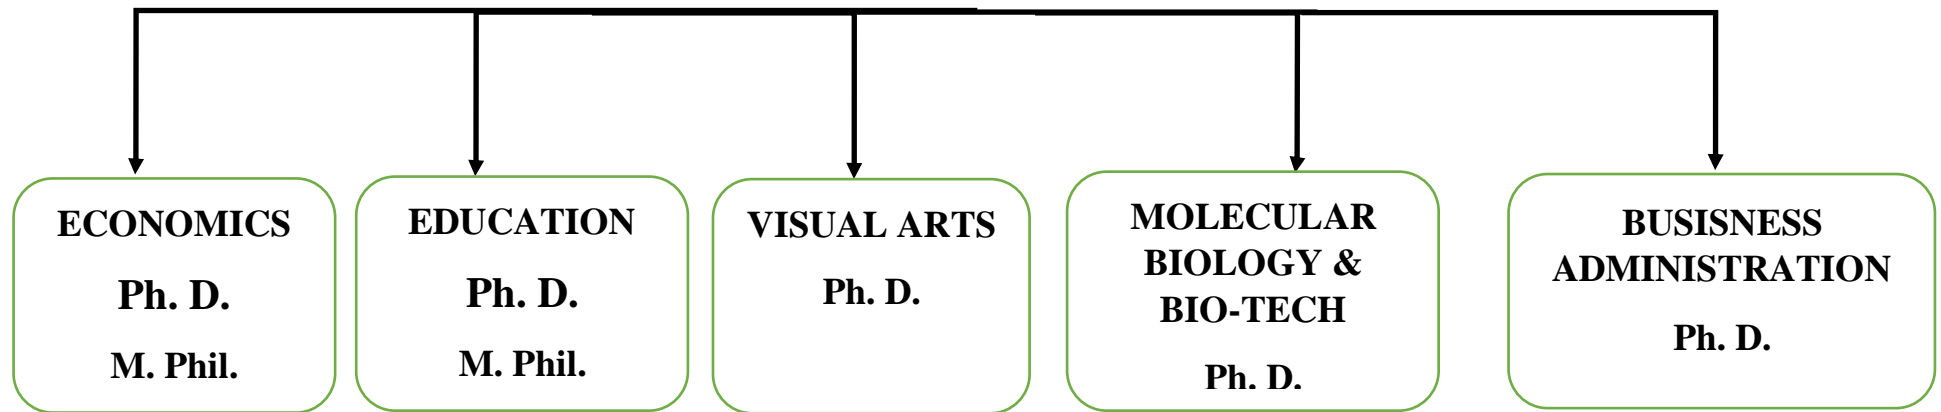 ECONOMICS
Ph. D.
M. Phil.
EDUCATION
Ph. D.
M. Phil.
VISUAL ARTS
Ph. D.
MOLECULAR
BIOLOGY &
BIO-TECH
Ph. D.
BUSISNESS
ADMINISTRATION
Ph. D.